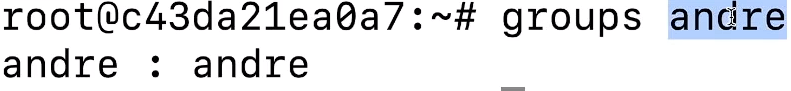 root@c43da21ea0a7:~# groups andre
andre : andre